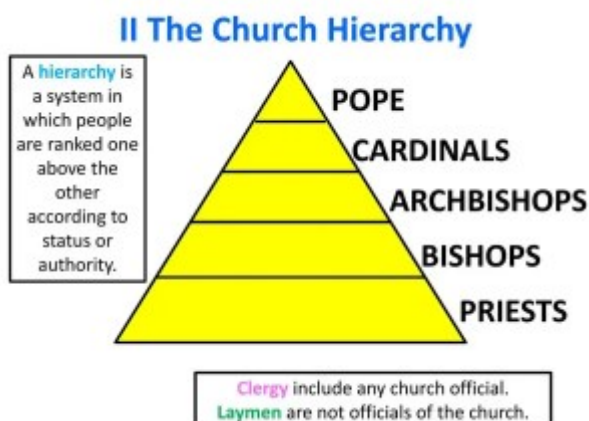 II The Church Hierarchy
A hierarchy is
a system in
which people
are ranked one
above the
other
according to
status or
authority.
POPE
CARDINALS
ARCHBISHOPS
BISHOPS
PRIESTS
Clergy include any church official.
Laymen are not officials of the church.